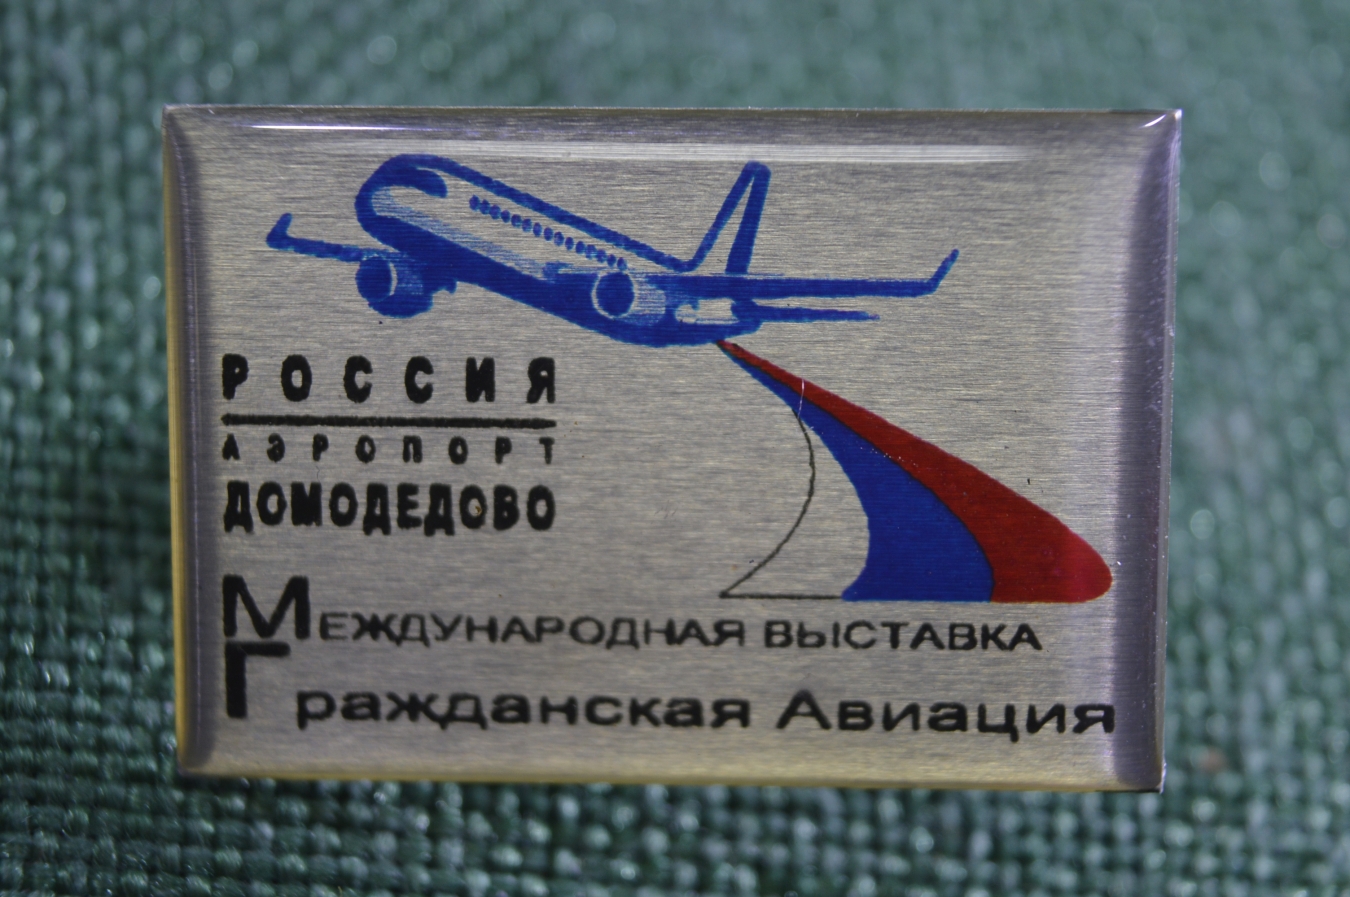 РОССИЯ
АЭРОПОРТ
ДОМОДЕДОВО
МЕЖДУНАРОДНАЯ ВЫСТАВКА
Гражданская Авиация